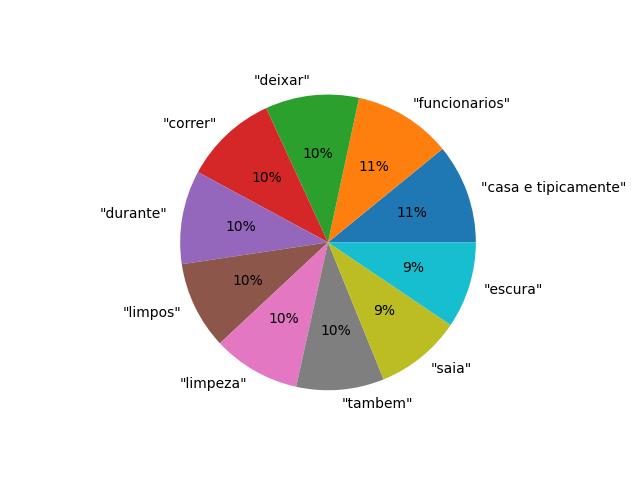 "deixar"
"funcionarios"
"correr"
10%
11%
10%
"casa e tipicamente"
"durante"
10%
11%
10%
9%
"escura"
"limpos"
10%
10%
9%
"saia"
"limpeza"
"tambem"